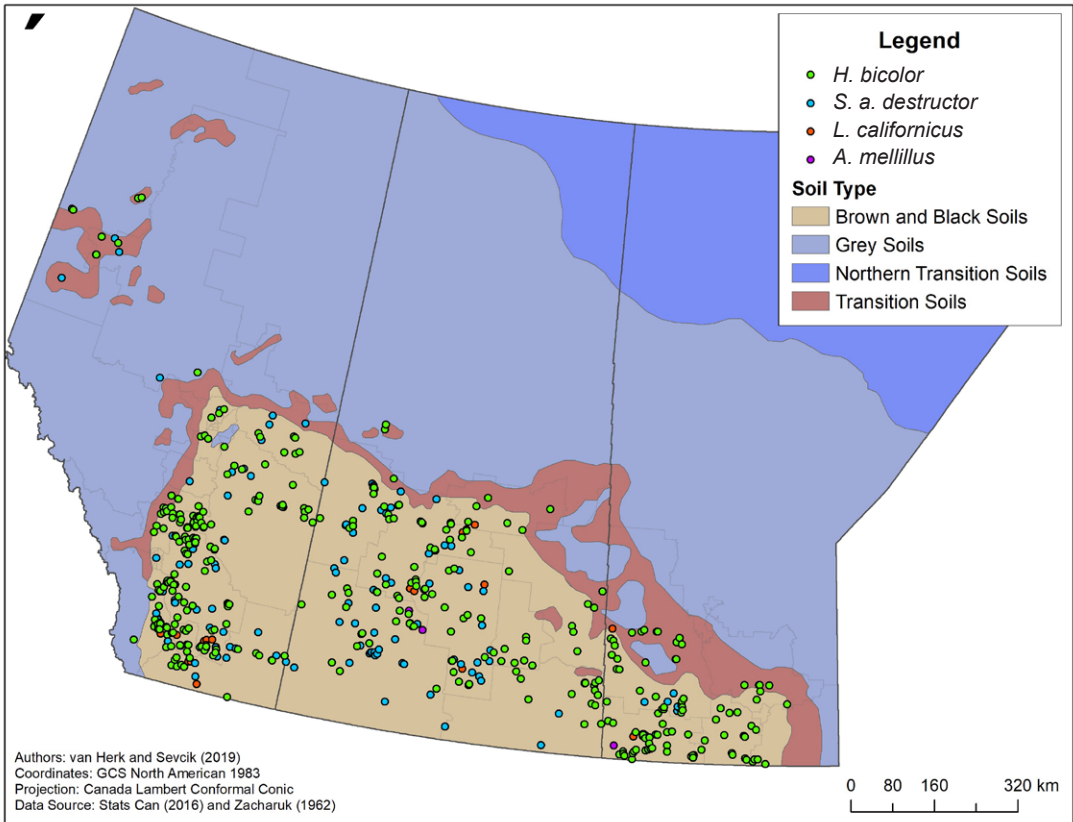 Legend
H. bicolor
S. a. destructor
L. californicus
A. mellillus
Soil Type
Brown and Black Soils
Grey Soils
Northern Transition Soils
Transition Soils
Authors: van Herk and Sevcik (2019)
Coordinates: GCS North American 1983
Projection: Canada Lambert Conformal Conic
Data Source: Stats Can (2016) and Zacharuk (1962)
0 80 160 320 km